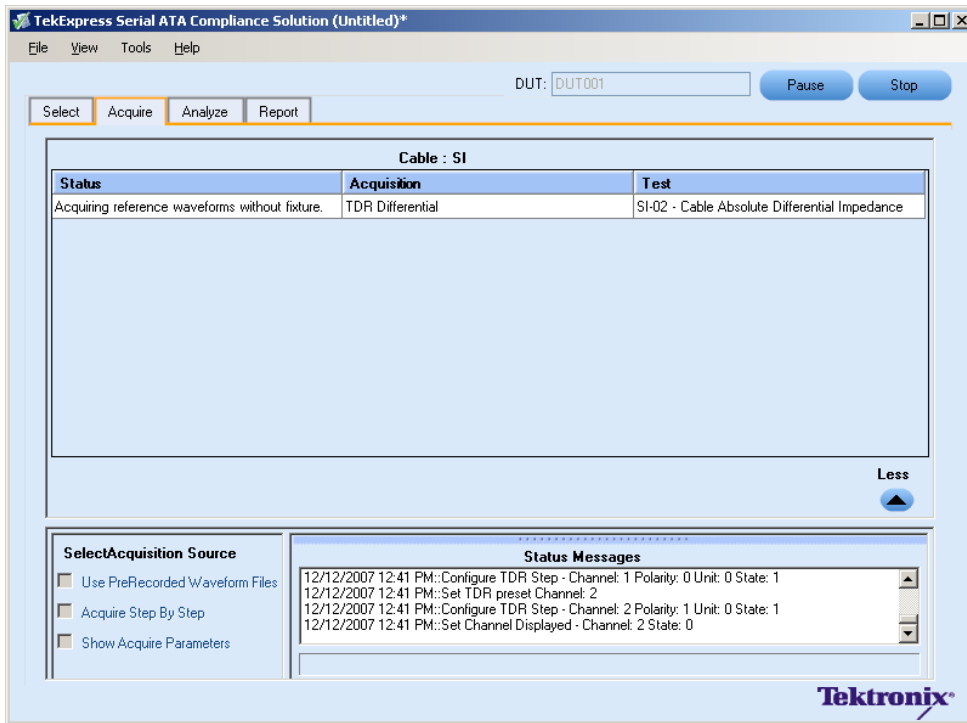 TekExpress Serial ATA Compliance Solution (Untitled)*
File View Tools Help
DUT: DUT001 Pause Stop
Select Acquire Analyze Report
Cable : SI
Status Acquisition Test
Acquiring reference waveforms without fixture. TDR Differential SI-02 - Cable Absolute Differential Impedance
Less
SelectAcquisition Source
Use PreRecorded Waveform Files
Acquire Step By Step
Show Acquire Parameters
Status Messages
12/12/2007 12:41 PM::Configure TDR Step - Channel: 1 Polarity: 0 Unit: 0 State: 1
12/12/2007 12:41 PM::Set TDR preset Channel: 2
12/12/2007 12:41 PM::Configure TDR Step - Channel: 2 Polarity: 1 Unit: 0 State: 1
12/12/2007 12:41 PM::Set Channel Displayed - Channel: 2 State: 0
Tektronix